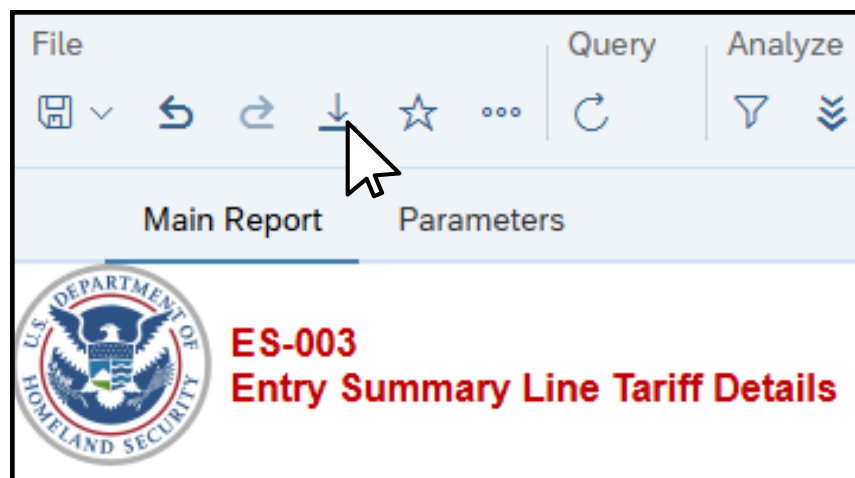 File Query Analyze
Main Report Parameters
U.S. DEPARTMENT OF
HOMELAND SECURITY
ES-003
Entry Summary Line Tariff Details